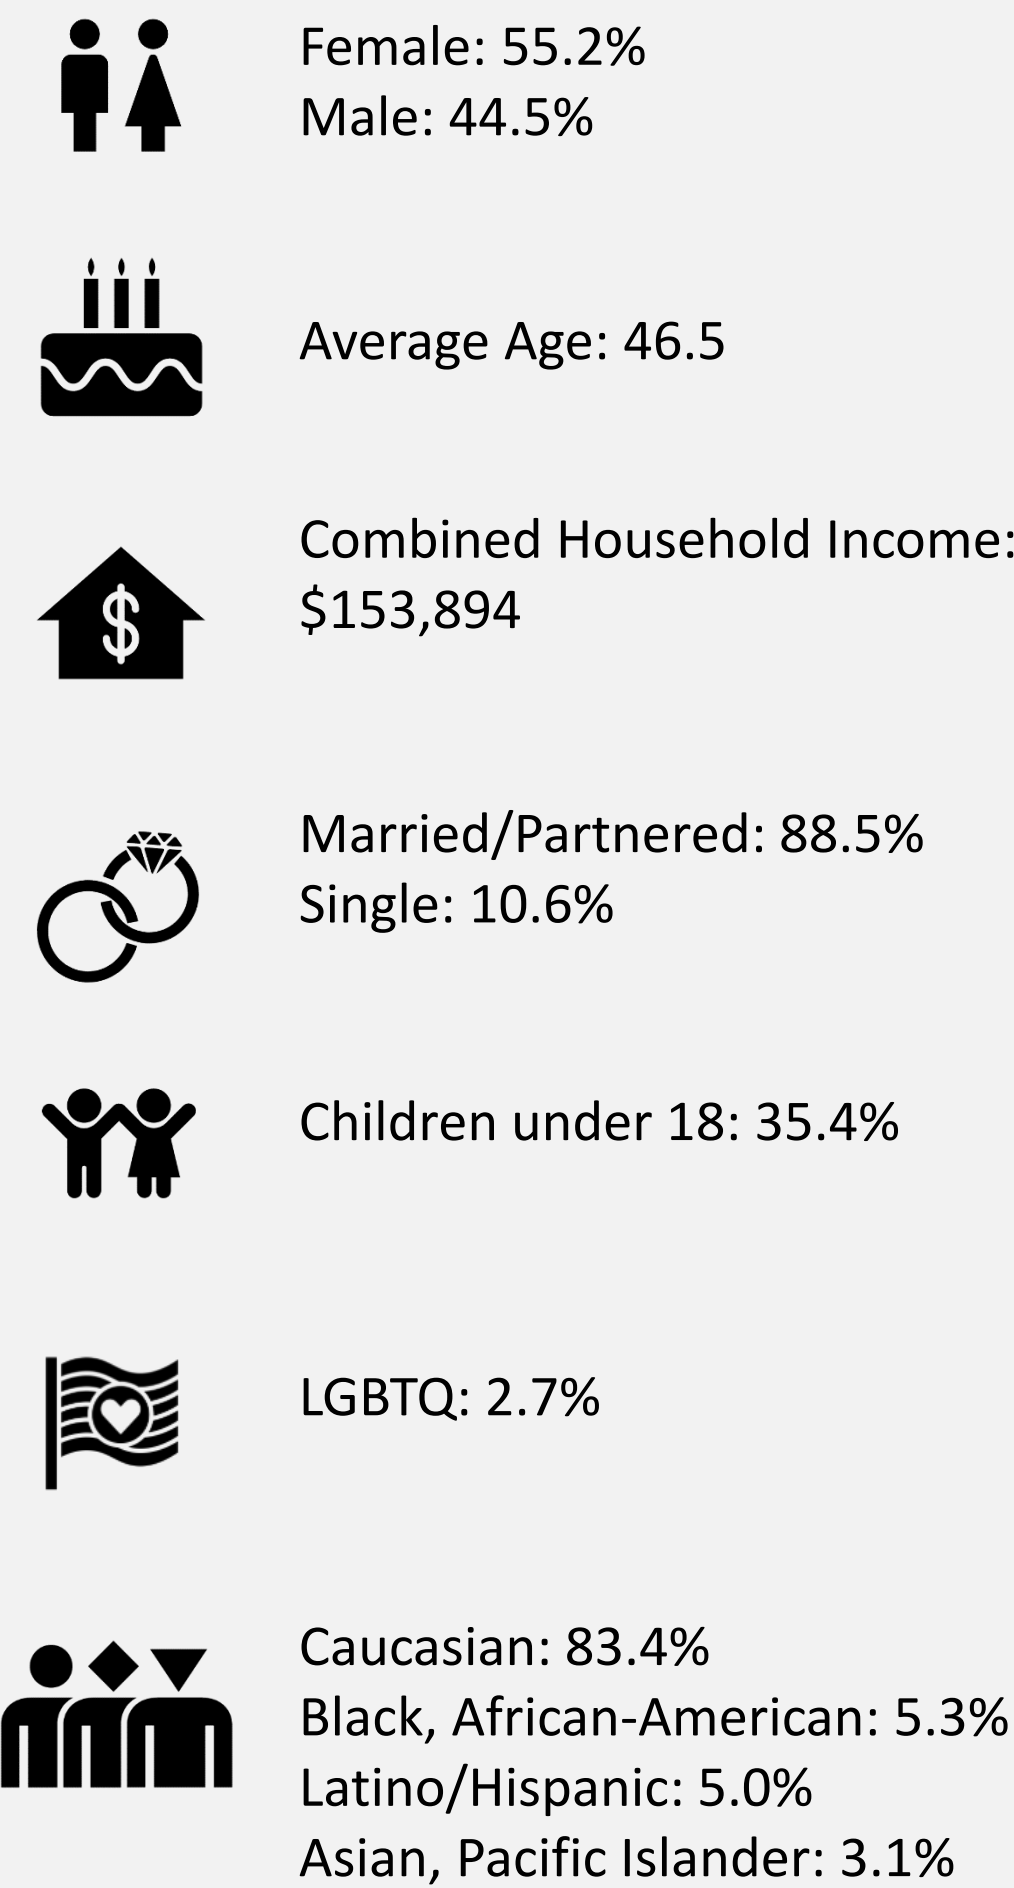 Female: 55.2%
Male: 44.5%
Average Age: 46.5
Combined Household Income:
$153,894
Married/Partnered: 88.5%
Single: 10.6%
Children under 18: 35.4%
LGBTQ: 2.7%
Caucasian: 83.4%
Black, African-American: 5.3%
Latino/Hispanic: 5.0%
Asian, Pacific Islander: 3.1%